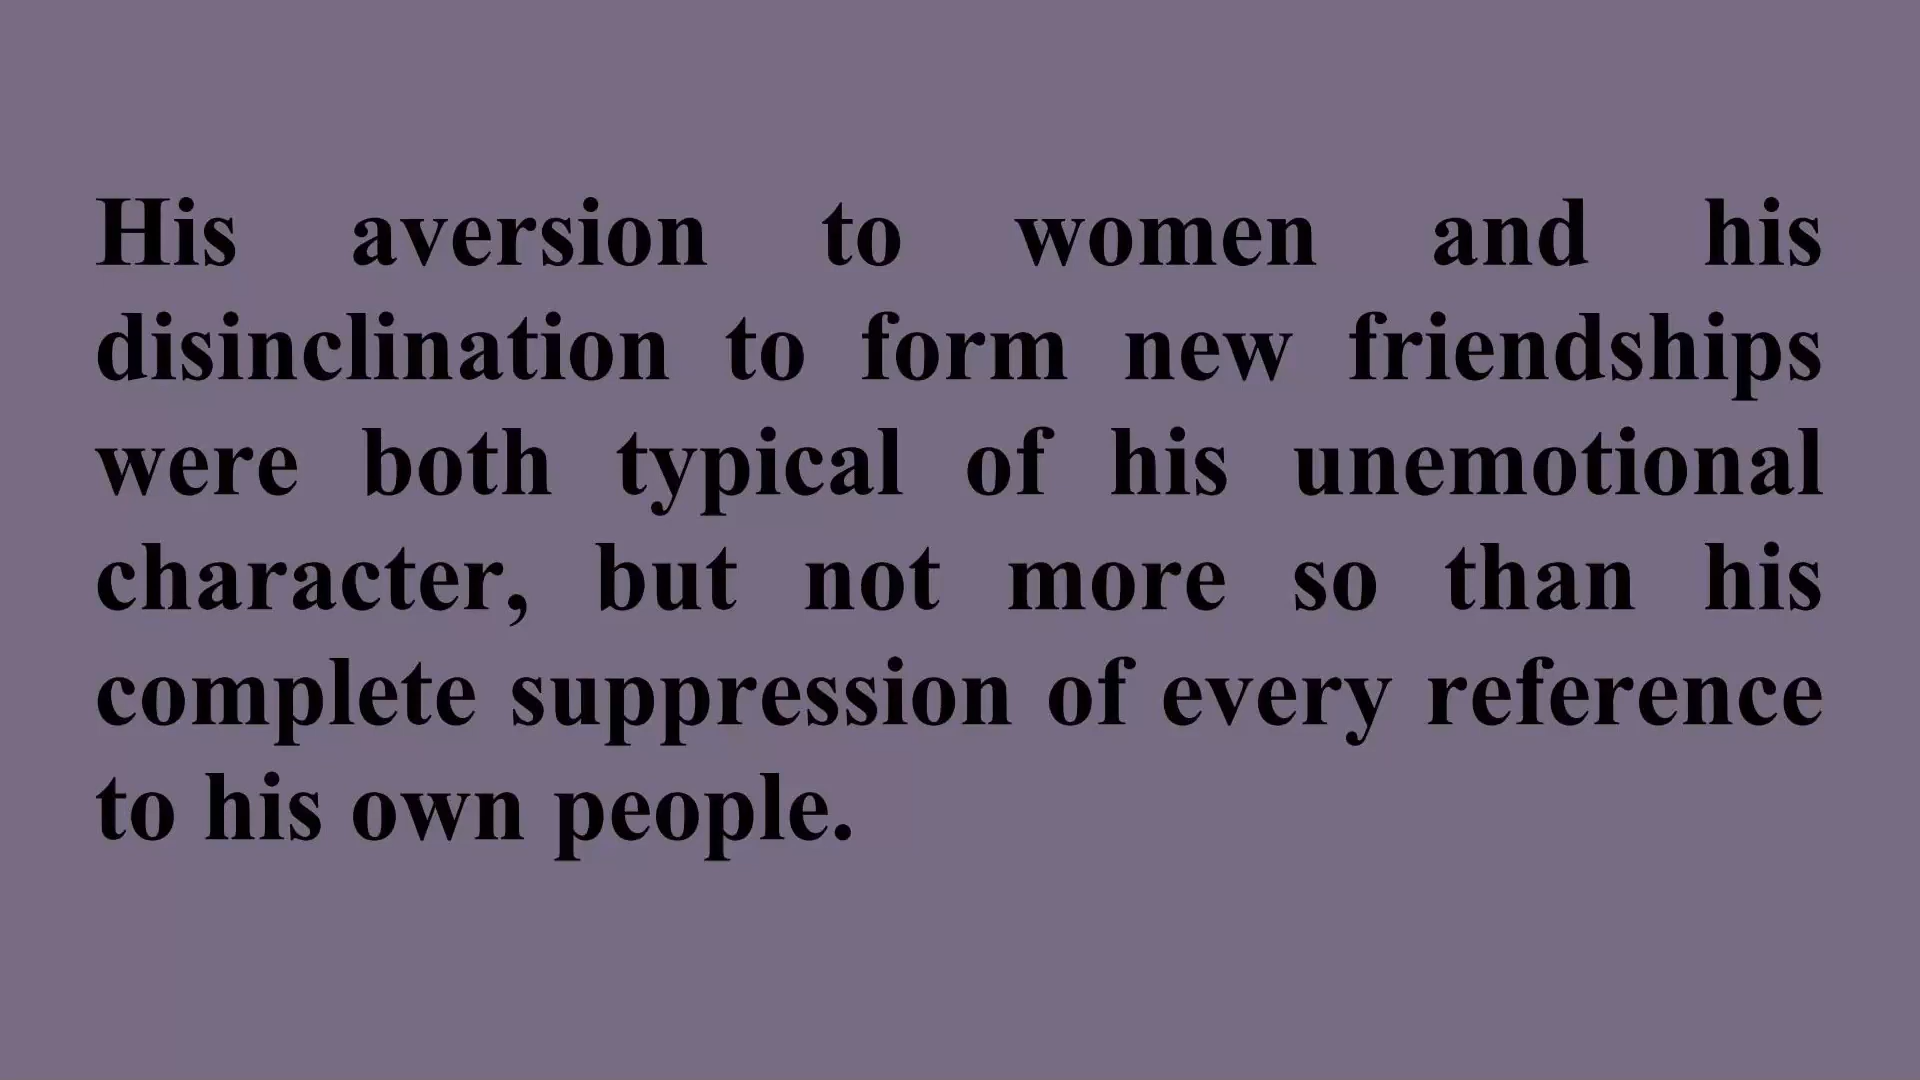 His aversion to women and his
disinclination to form new friendships
were both typical of his unemotional
character, but not more so than his
complete suppression of every reference
to his own people.